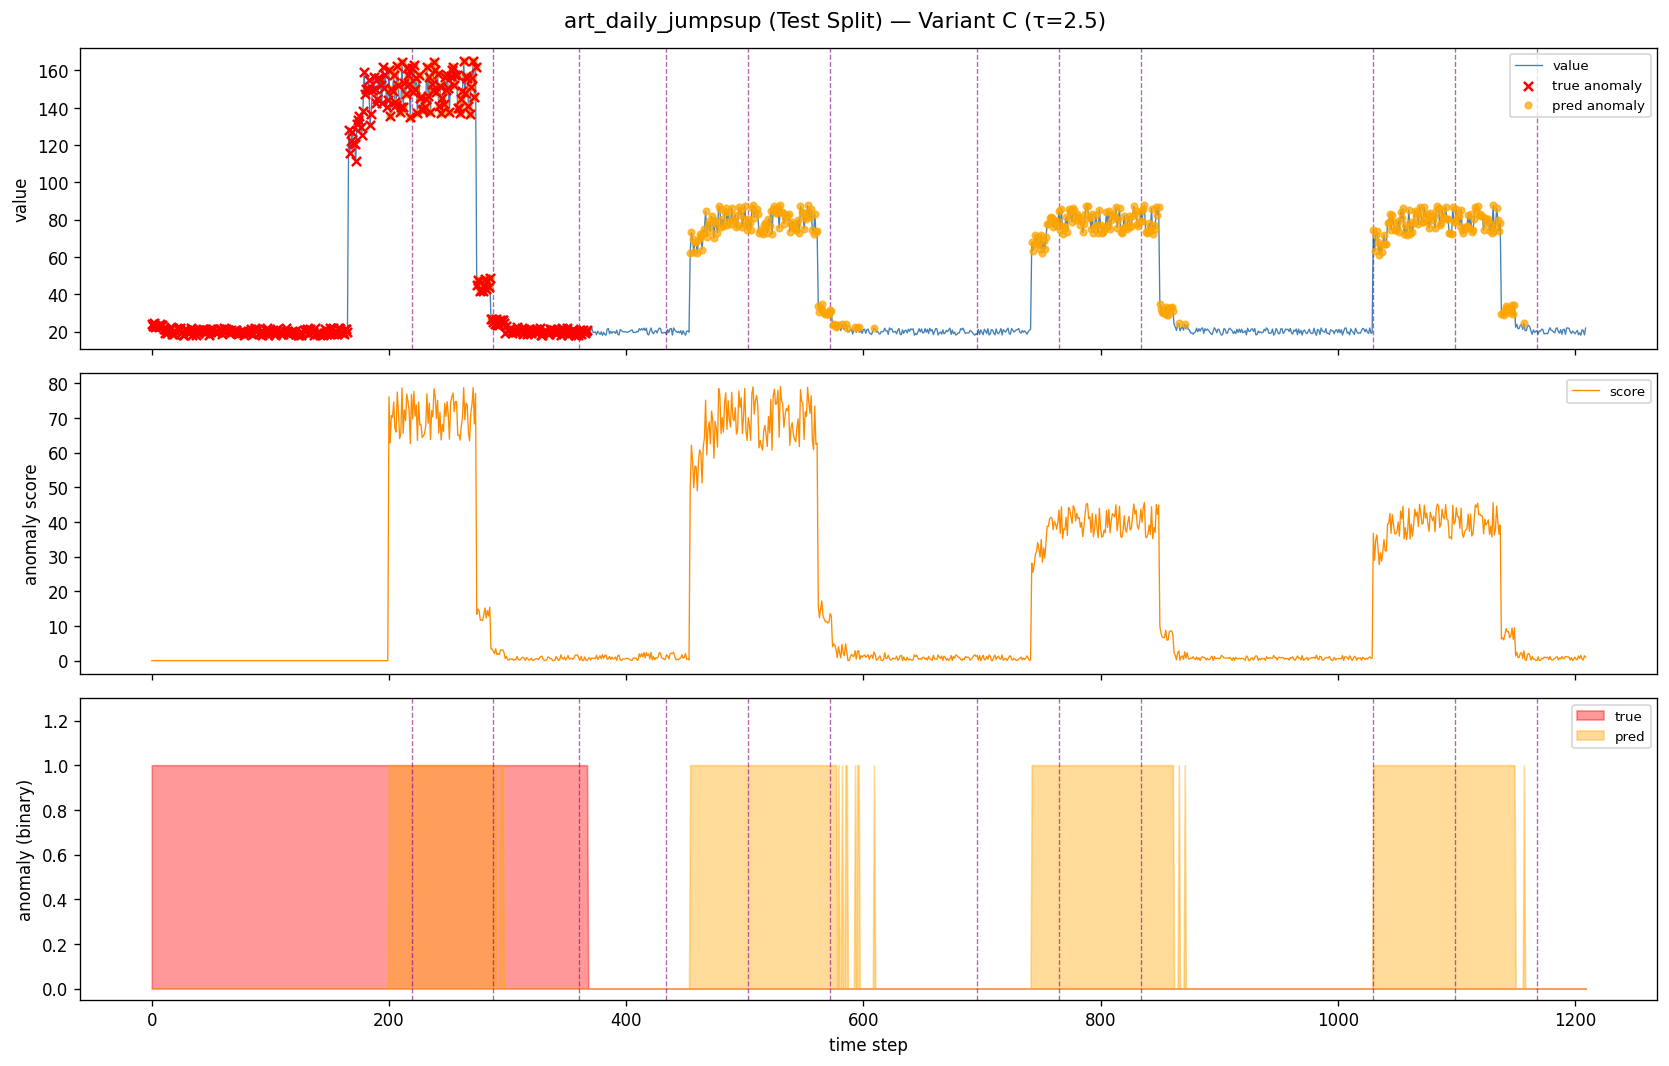 art_daily_jumpsup (Test Split) — Variant C (τ=2.5)
value
160
140
120
100
80
60
40
20
value
true anomaly
pred anomaly
anomaly score
80
70
60
50
40
30
20
10
0
score
anomaly (binary)
1.2
1.0
0.8
0.6
0.4
0.2
0.0
true
pred
0
200
400
600
800
1000
1200
time step